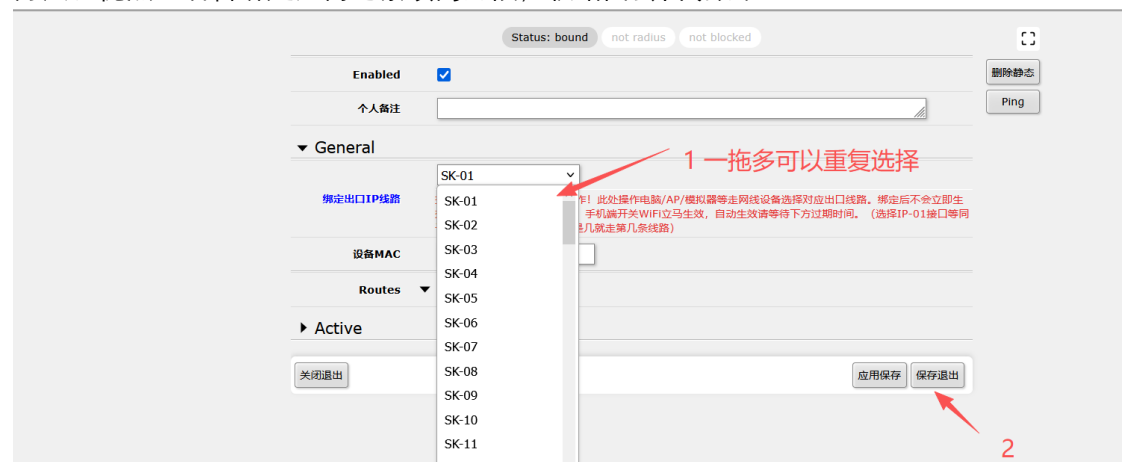 Status: bound not radius not blocked
Enabled
删除静态
个人备注
Ping
General
1 一拖多可以重复选择
SK-01
绑定出口IP线路
SK-01
作！此处操作电脑/AP/模拟器等走网线设备选择对应出口线路。绑定后不会立即生
SK-02
手机端开关WiFi立马生效，自动生效请等待下方过期时间。（选择IP-01接口等同
是几就走第几条线路）
设备MAC
SK-03
SK-04
Routes
SK-05
Active
SK-06
SK-07
关闭退出
SK-08
应用保存 保存退出
SK-09
SK-10
SK-11
2